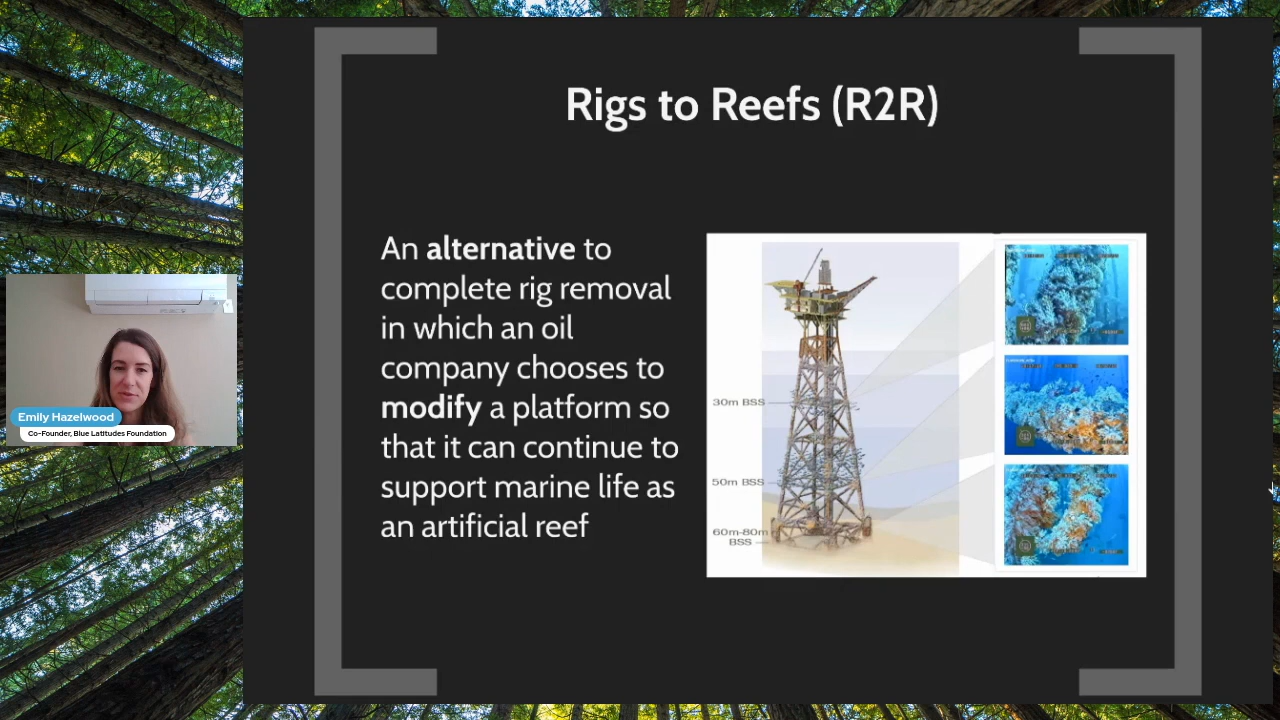 Rigs to Reefs (R2R)
An alternative to
complete rig removal
in which an oil
company chooses to
modify a platform so
that it can continue to
support marine life as
an artificial reef
30m BSS
50m BSS
60m-80m
BSS
Emily Hazelwood
Co-Founder, Blue Latitudes Foundation